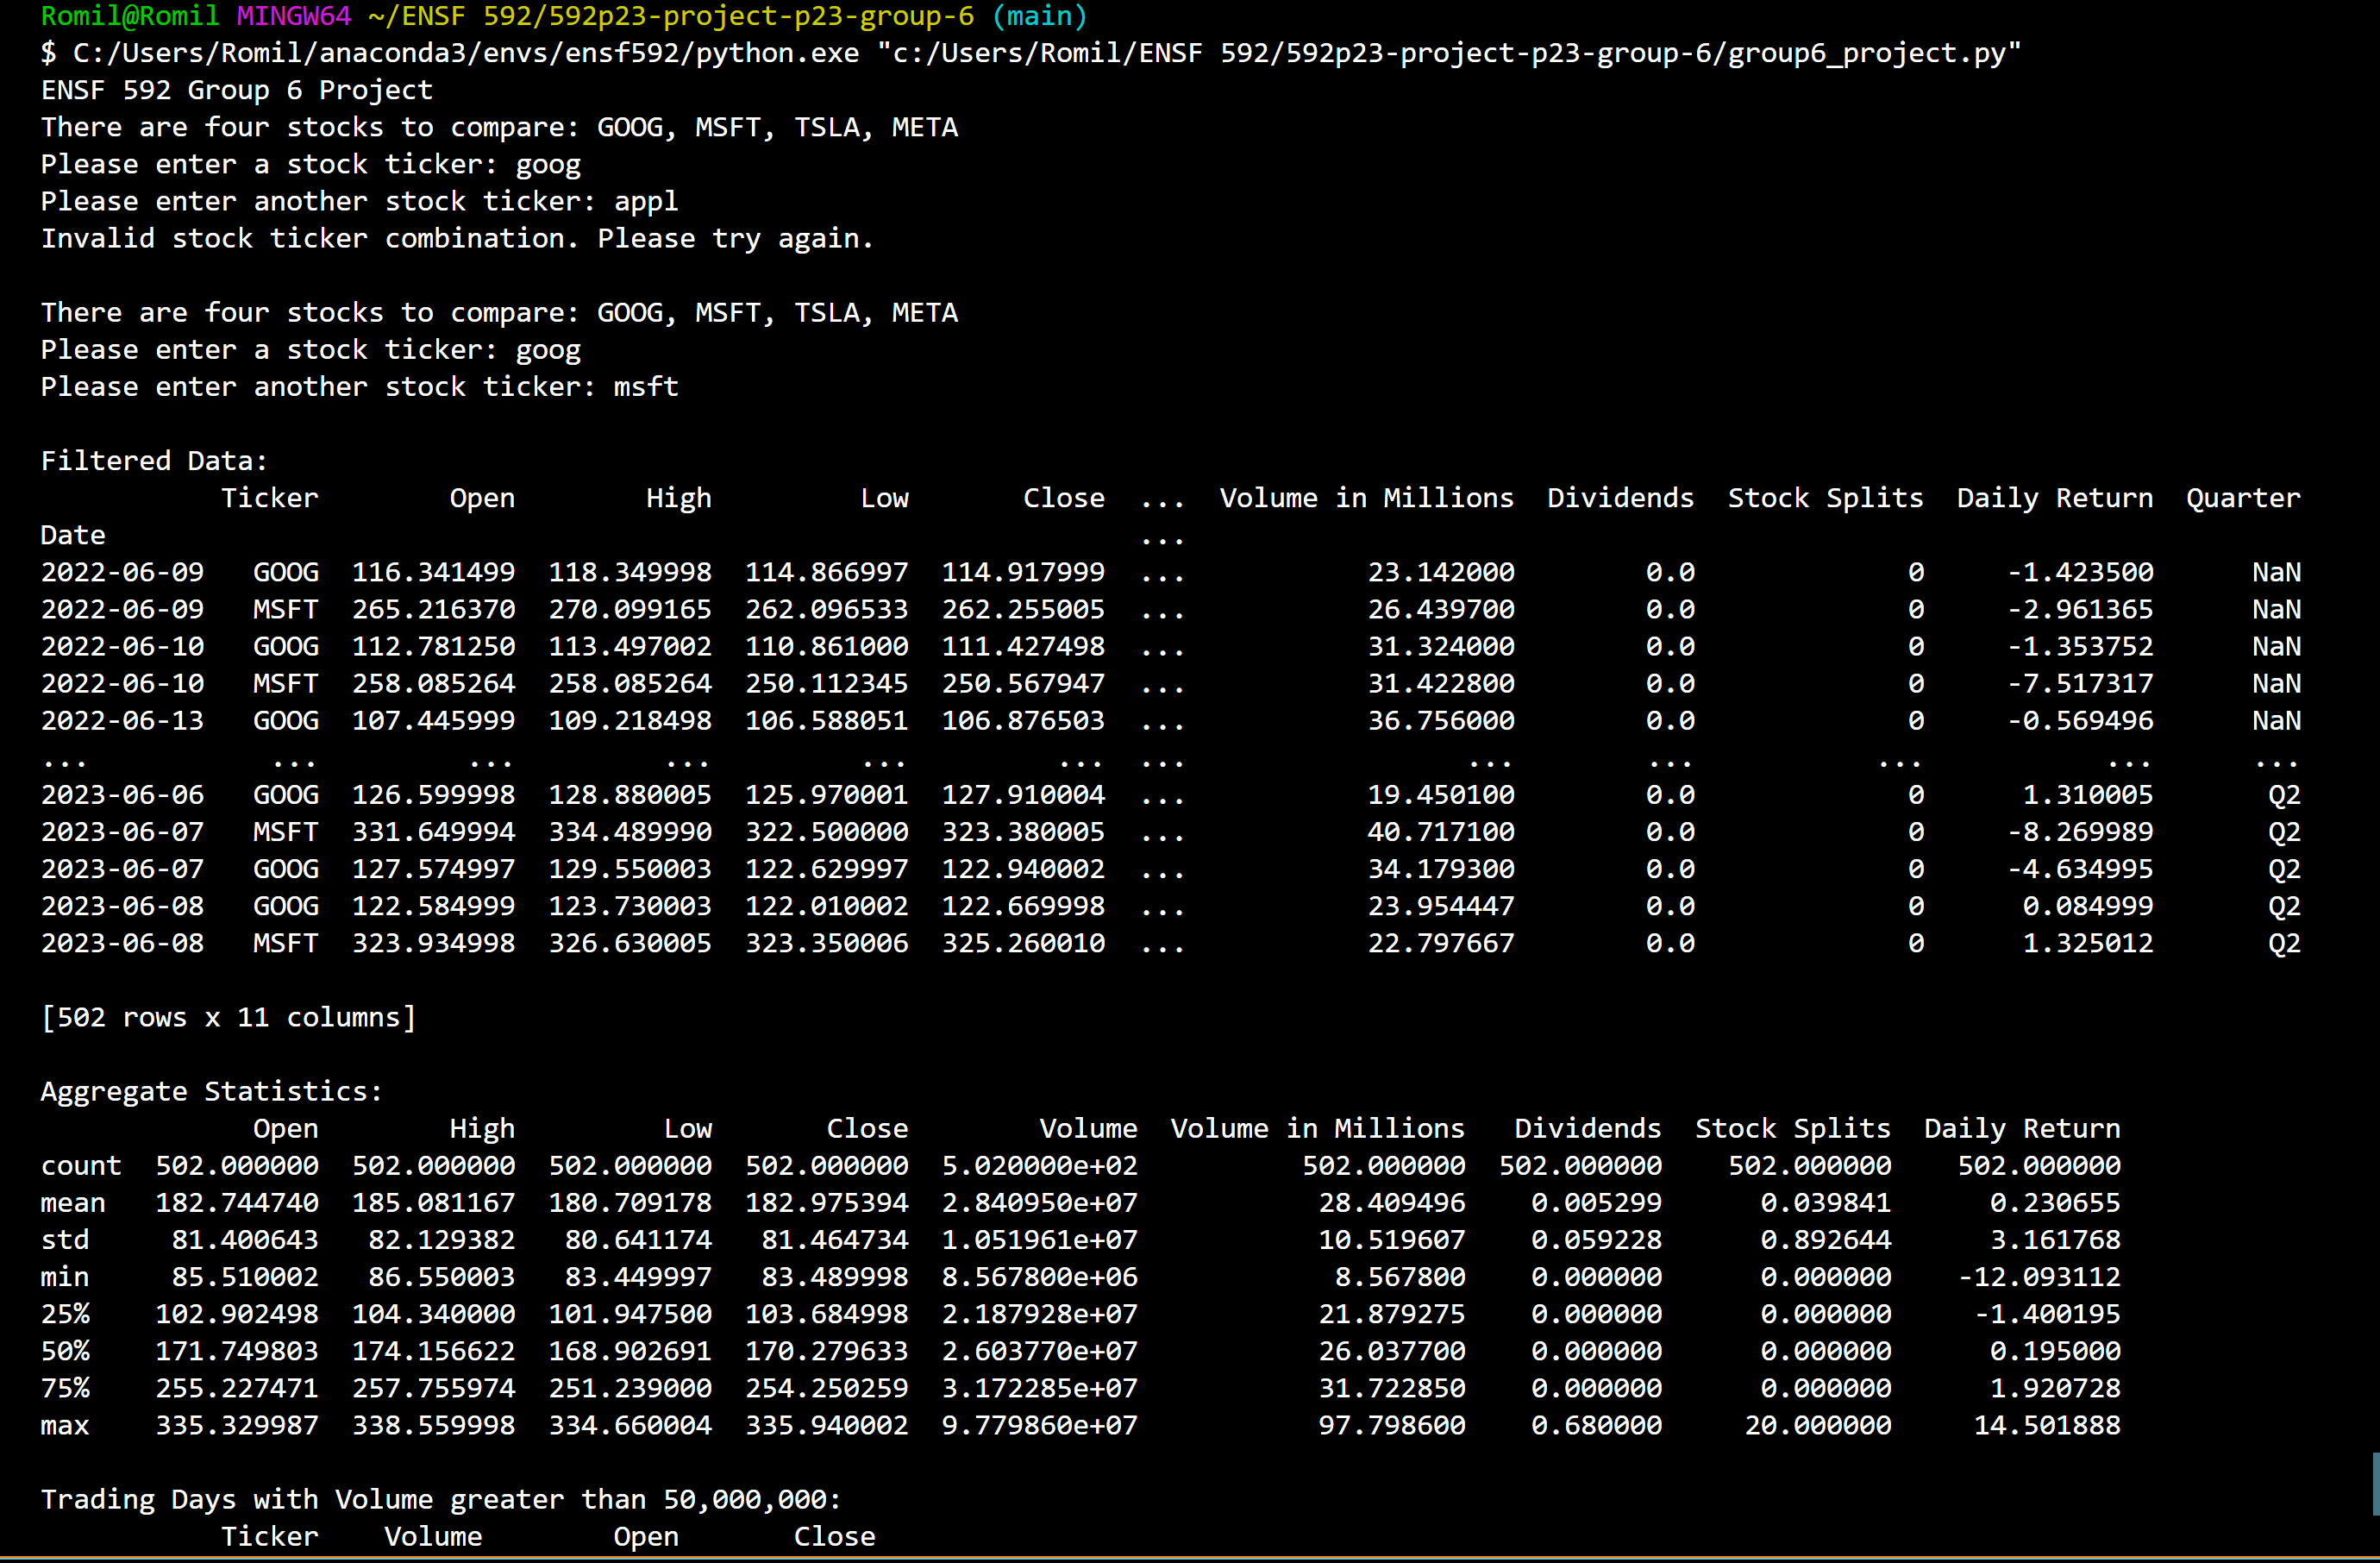 Romil@Romil MINGW64 ~/ENSF 592/592p23-project-p23-group-6 (main)
$ C:/Users/Romil/anaconda3/envs/ensf592/python.exe "c:/Users/Romil/ENSF 592/592p23-project-p23-group-6/group6_project.py"
ENSF 592 Group 6 Project
There are four stocks to compare: GOOG, MSFT, TSLA, META
Please enter a stock ticker: goog
Please enter another stock ticker: appl
Invalid stock ticker combination. Please try again.
There are four stocks to compare: GOOG, MSFT, TSLA, META
Please enter a stock ticker: goog
Please enter another stock ticker: msft
Filtered Data:
Ticker Open High Low Close ... Volume in Millions Dividends Stock Splits Daily Return Quarter
Date ...
2022-06-09 GOOG 116.341499 118.349998 114.866997 114.917999 ... 23.142000 0.0 0 -1.423500 NaN
2022-06-09 MSFT 265.216370 270.099165 262.096533 262.255005 ... 26.439700 0.0 0 -2.961365 NaN
2022-06-10 GOOG 112.781250 113.497002 110.861000 111.427498 ... 31.324000 0.0 0 -1.353752 NaN
2022-06-10 MSFT 258.085264 258.085264 250.112345 250.567947 ... 31.422800 0.0 0 -7.517317 NaN
2022-06-13 GOOG 107.445999 109.218498 106.588051 106.876503 ... 36.756000 0.0 0 -0.569496 NaN
... ... ... ... ... ... ... ... ... ... ... ...
2023-06-06 GOOG 126.599998 128.880005 125.970001 127.910004 ... 19.450100 0.0 0 1.310005 Q2
2023-06-07 MSFT 331.649994 334.489990 322.500000 323.380005 ... 40.717100 0.0 0 -8.269989 Q2
2023-06-07 GOOG 127.574997 129.550003 122.629997 122.940002 ... 34.179300 0.0 0 -4.634995 Q2
2023-06-08 GOOG 122.584999 123.730003 122.010002 122.669998 ... 23.954447 0.0 0 0.084999 Q2
2023-06-08 MSFT 323.934998 326.630005 323.350006 325.260010 ... 22.797667 0.0 0 1.325012 Q2
[502 rows x 11 columns]
Aggregate Statistics:
Open High Low Close Volume Volume in Millions Dividends Stock Splits Daily Return
count 502.000000 502.000000 502.000000 502.000000 5.020000e+02 502.000000 502.000000 502.000000 502.000000
mean 182.744740 185.081167 180.709178 182.975394 2.840950e+07 28.409496 0.005299 0.039841 0.230655
std 81.400643 82.129382 80.641174 81.464734 1.051961e+07 10.519607 0.059228 0.892644 3.161768
min 85.510002 86.550003 83.449997 83.489998 8.567800e+06 8.567800 0.000000 0.000000 -12.093112
25% 102.902498 104.340000 101.947500 103.684998 2.187928e+07 21.879275 0.000000 0.000000 -1.400195
50% 171.749803 174.156622 168.902691 170.279633 2.603770e+07 26.037700 0.000000 0.000000 0.195000
75% 255.227471 257.755974 251.239000 254.250259 3.172285e+07 31.722850 0.000000 0.000000 1.920728
max 335.329987 338.559998 334.660004 335.940002 9.779860e+07 97.798600 0.680000 20.000000 14.501888
Trading Days with Volume greater than 50,000,000:
Ticker Volume Open Close